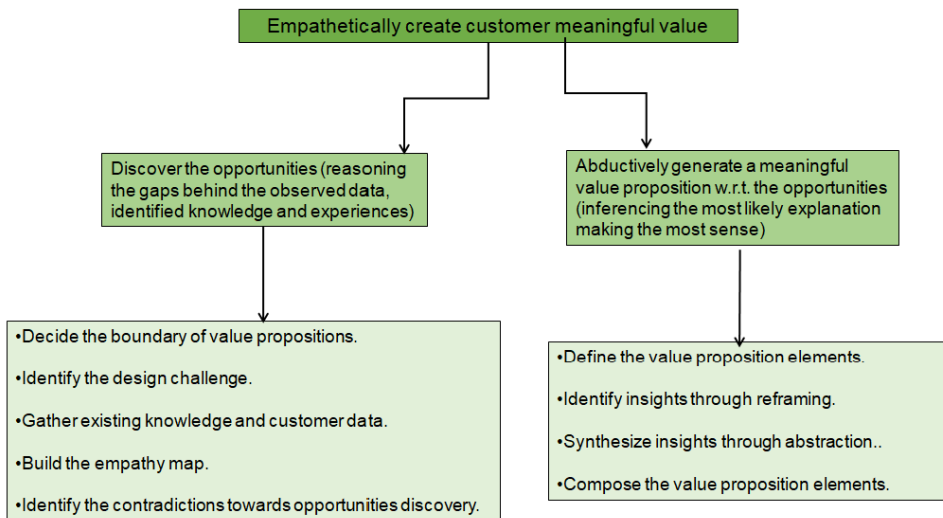 Empathetically create customer meaningful value
Discover the opportunities (reasoning
the gaps behind the observed data,
identified knowledge and experiences)
Abductively generate a meaningful
value proposition w.r.t. the opportunities
(inferencing the most likely explanation
making the most sense)
•Decide the boundary of value propositions.
•Identify the design challenge.
•Gather existing knowledge and customer data.
•Build the empathy map.
•Identify the contradictions towards opportunities discovery.
•Define the value proposition elements.
•Identify insights through reframing.
•Synthesize insights through abstraction..
•Compose the value proposition elements.